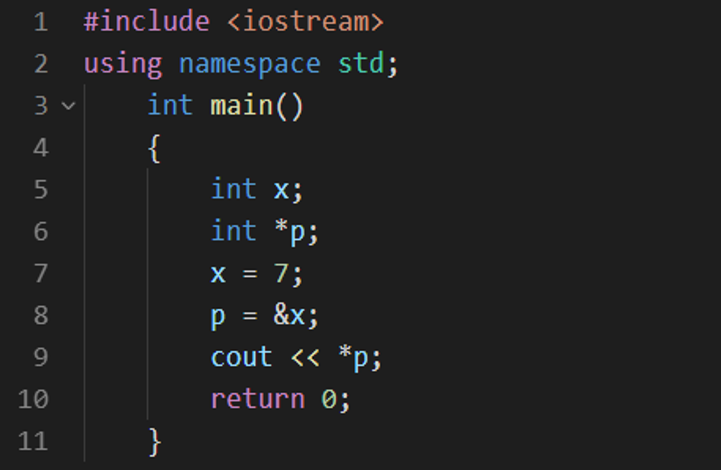 1 #include <iostream>
2 using namespace std;
3 int main()
4 {
5 int x;
6 int *p;
7 x = 7;
8 p = &x;
9 cout << *p;
10 return 0;
11 }